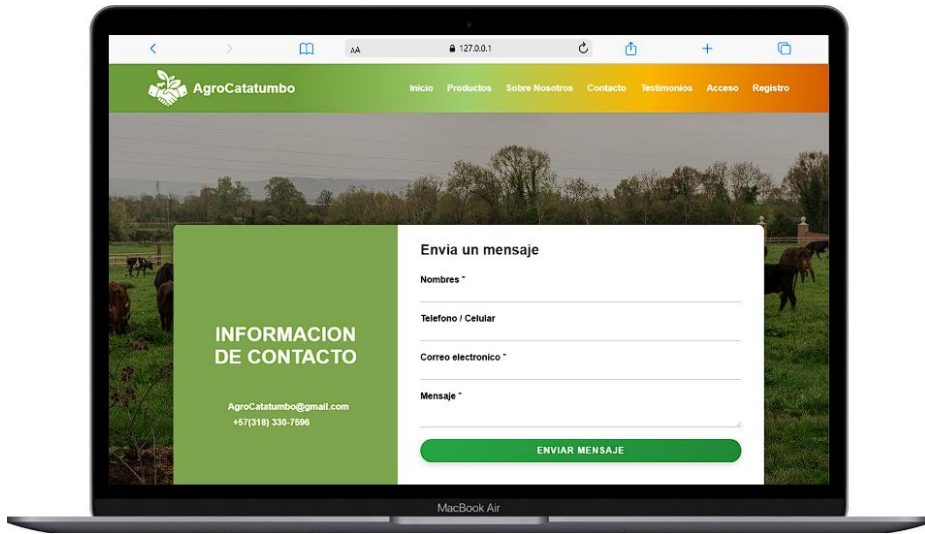 AA
127.0.0.1
AgroCatatumbo
Inicio Productos Sobre Nosotros Contacto Testimonios Acceso Registro
INFORMACION
DE CONTACTO
AgroCatatumbo@gmail.com
+57(318) 330-7596
Envia un mensaje
Nombres *
Telefono / Celular
Correo electronico *
Mensaje *
ENVIAR MENSAJE
MacBook Air